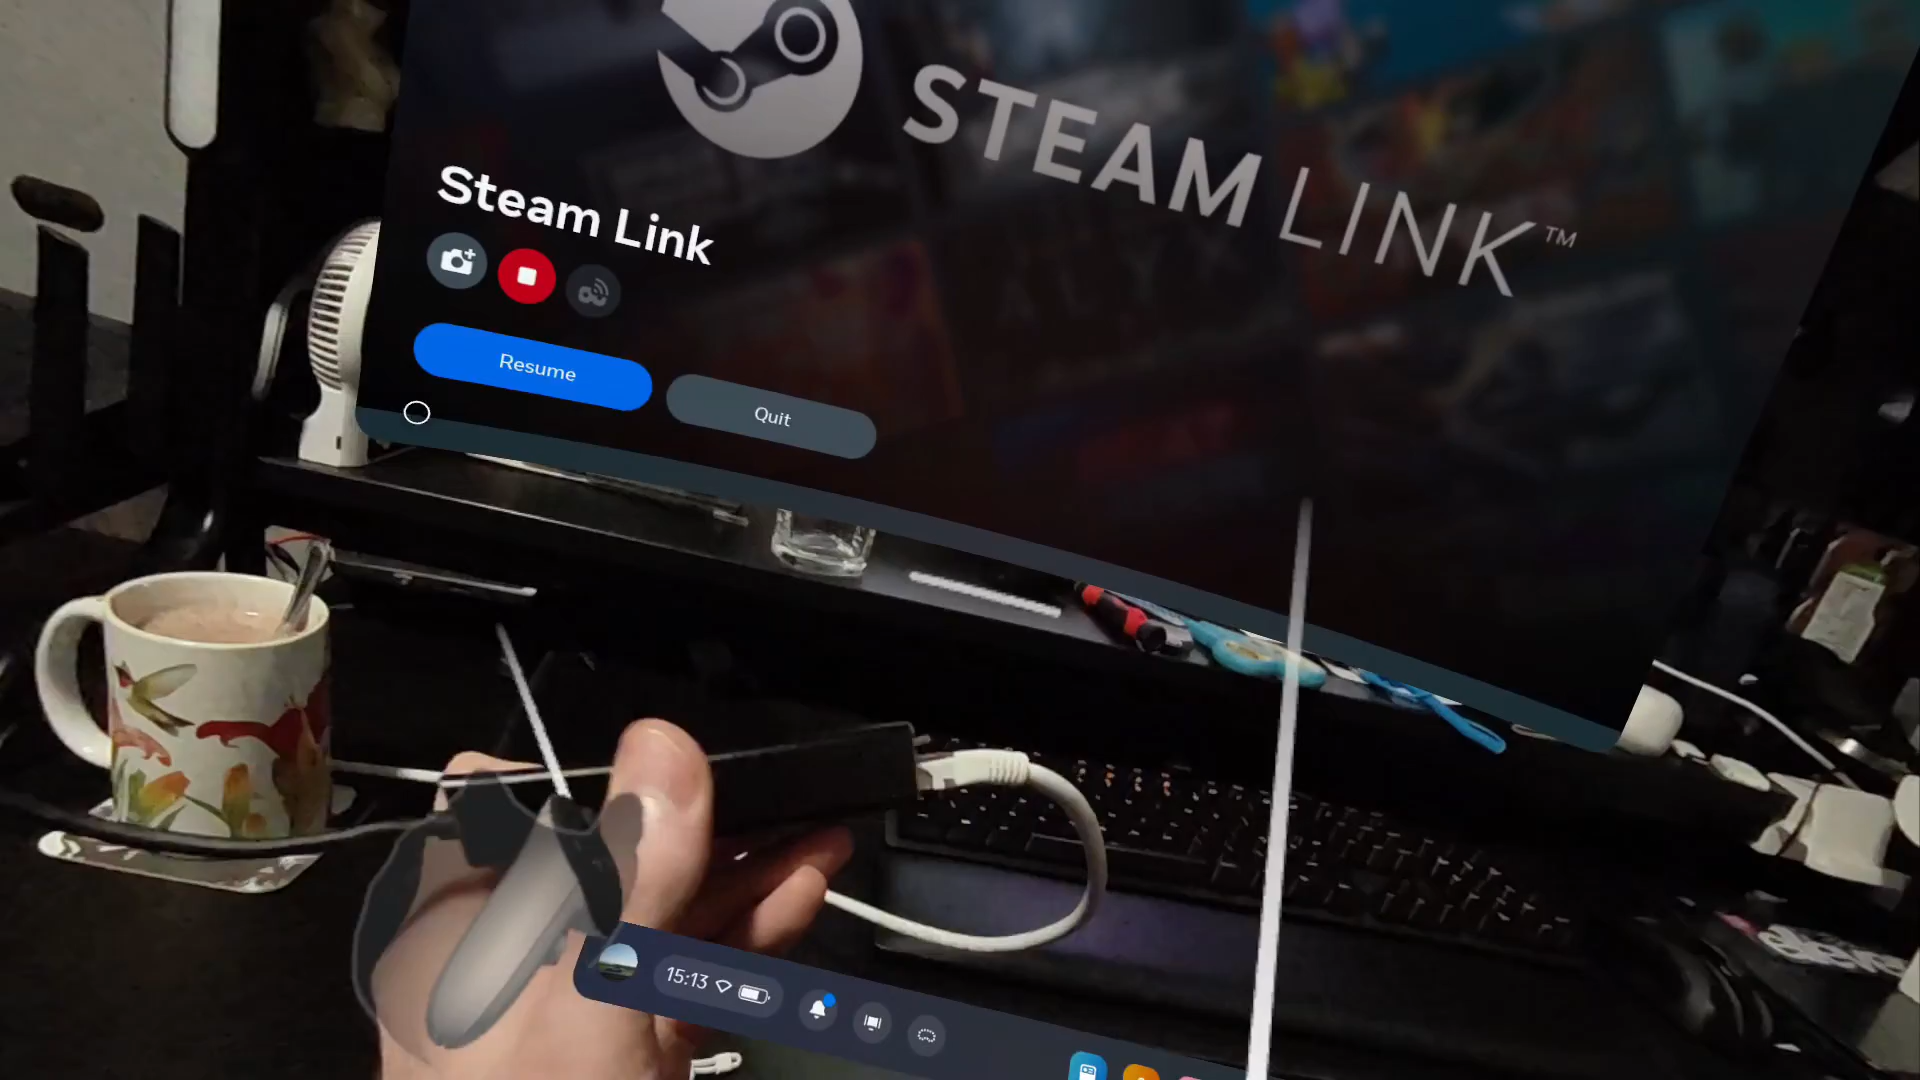 STEAM LINK™
Steam Link
Resume
Quit
15:13